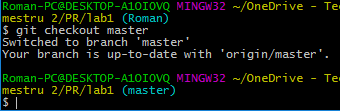 Roman-PC@DESKTOP-A1OIOVQ MINGW32 ~/OneDrive - Te
mestru 2/PR/lab1 (Roman)
$ git checkout master
Switched to branch 'master'
Your branch is up-to-date with 'origin/master'.
Roman-PC@DESKTOP-A1OIOVQ MINGW32 ~/OneDrive - Te
mestru 2/PR/lab1 (master)
$